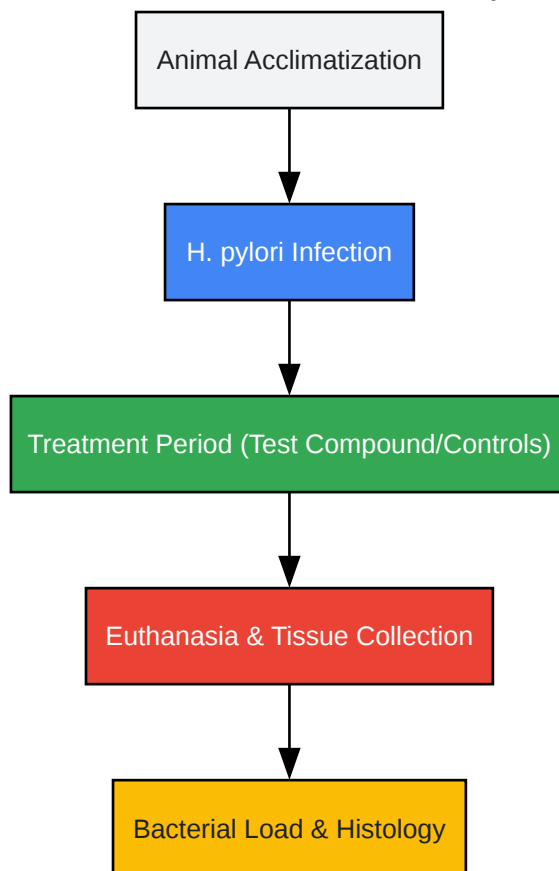 Animal Acclimatization
H. pylori Infection
Treatment Period (Test Compound/Controls)
Euthanasia & Tissue Collection
Bacterial Load & Histology